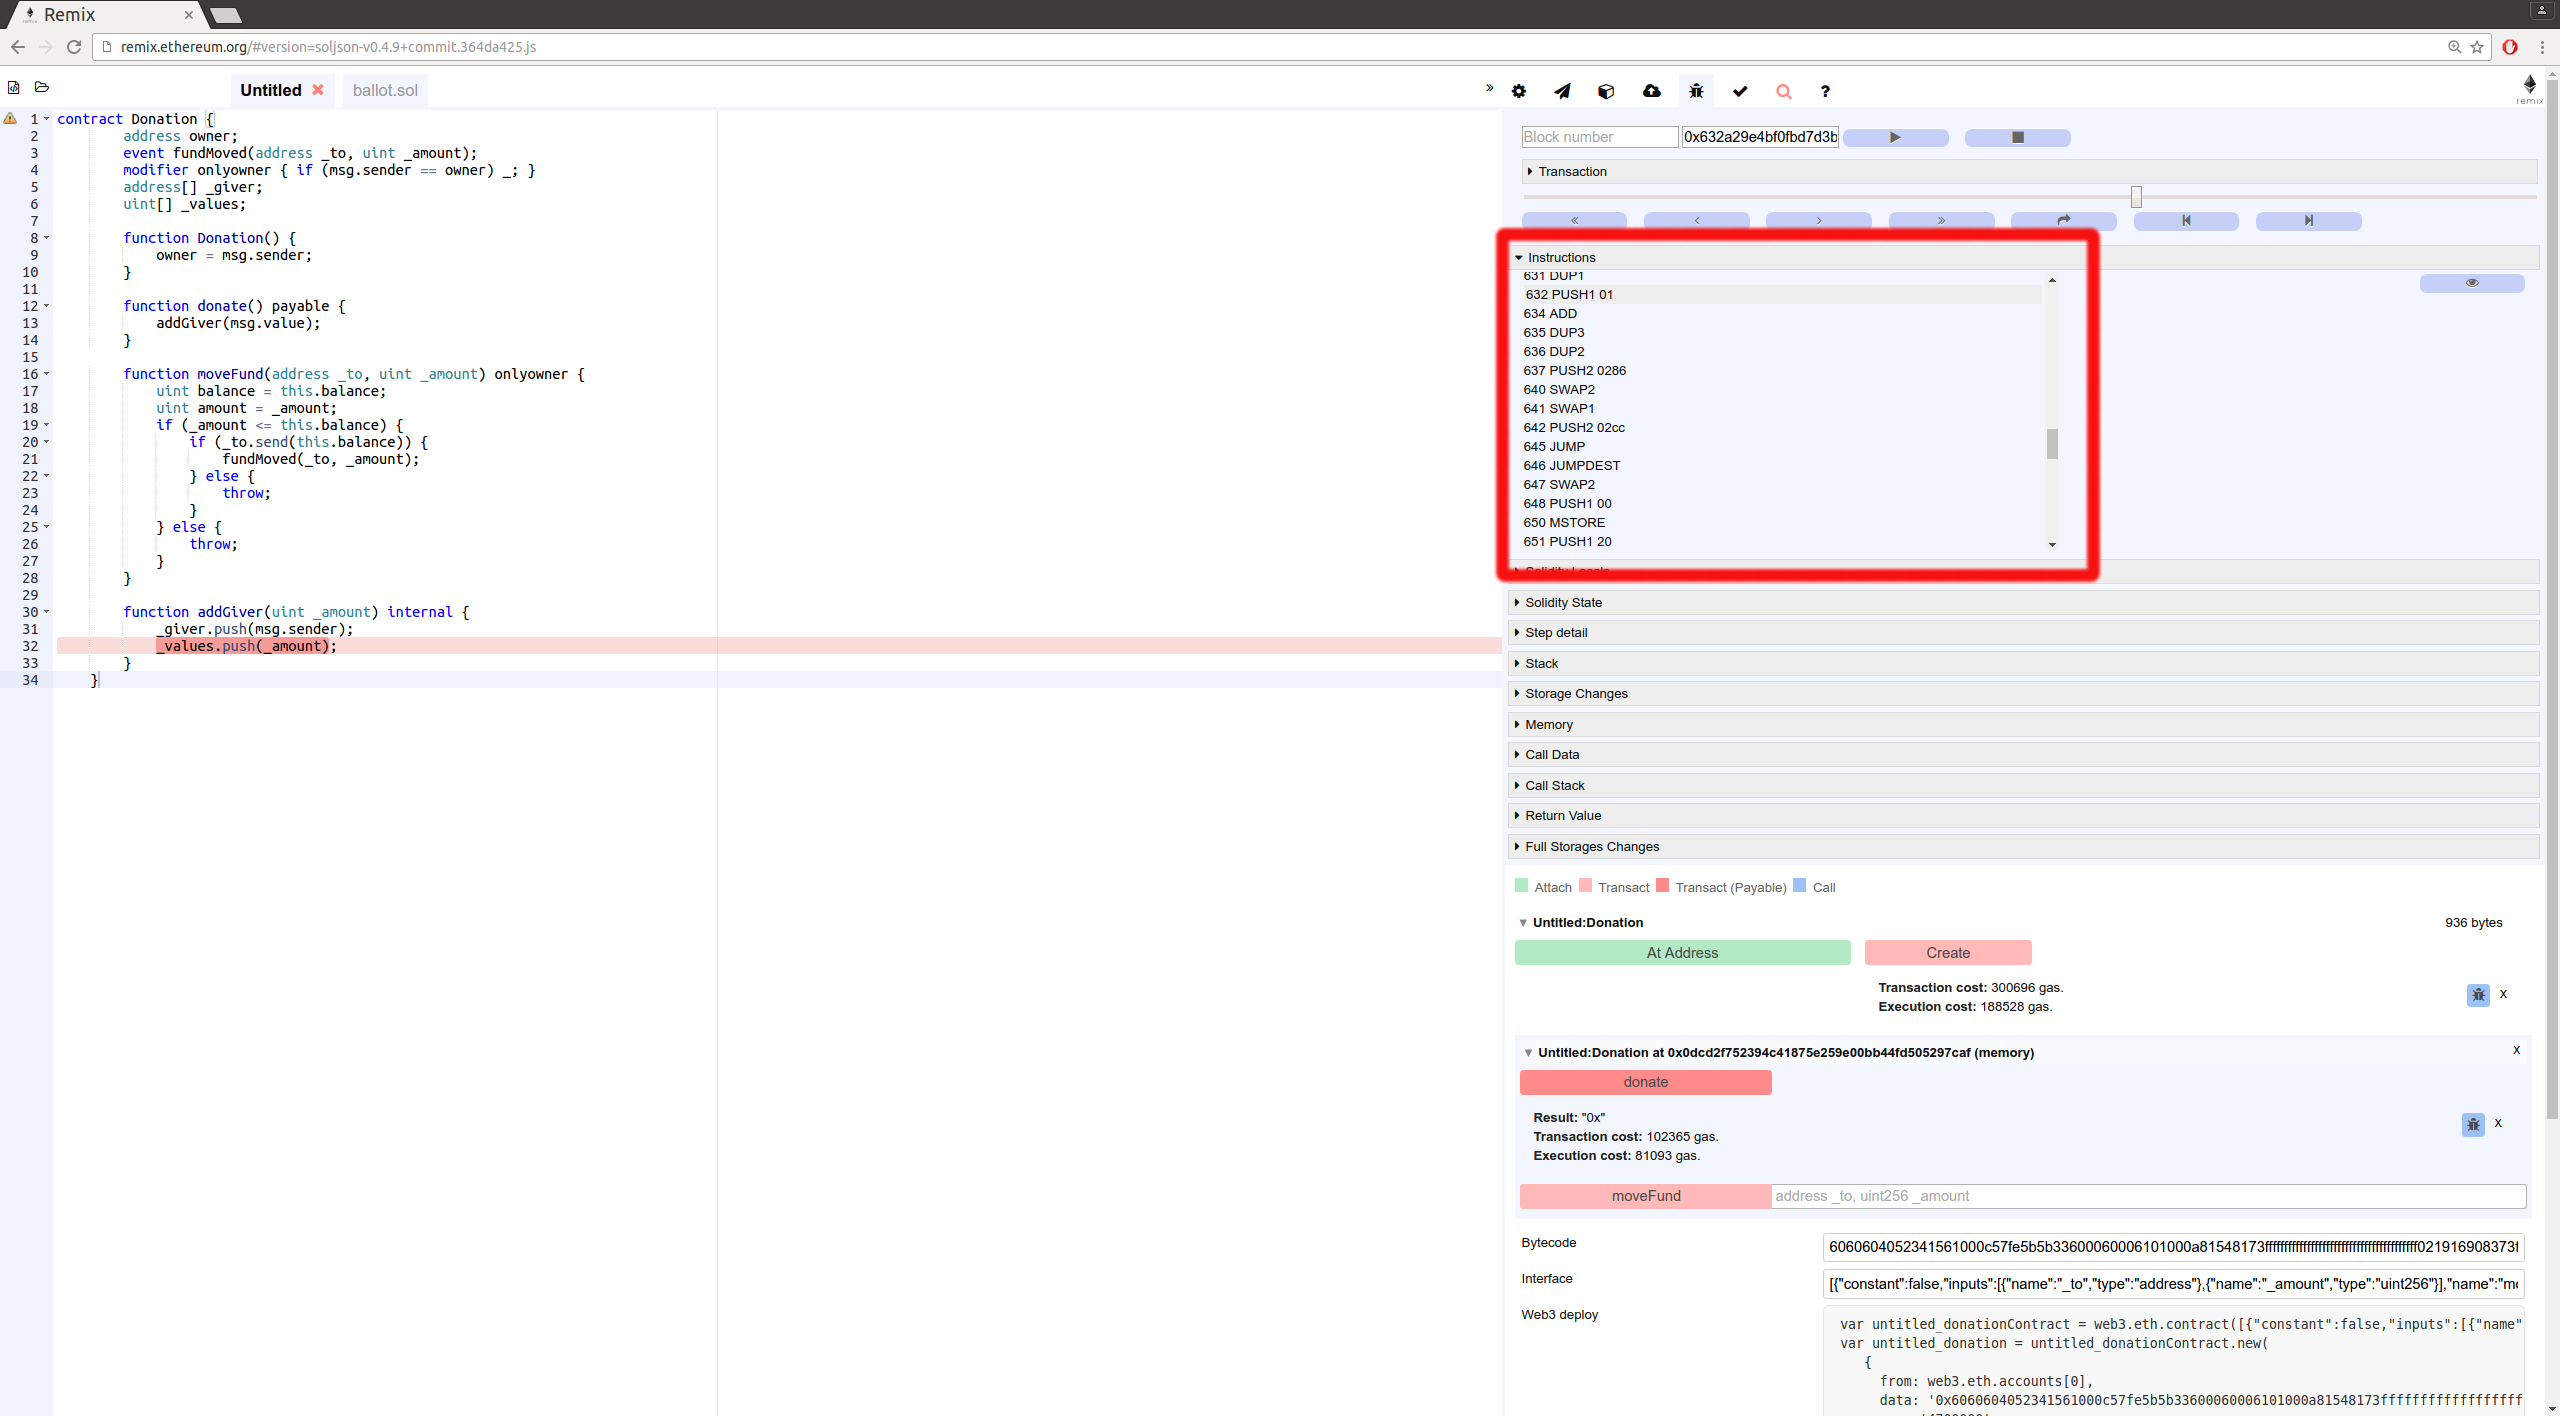 Remix
remix.ethereum.org/#version=soljson-v0.4.9+commit.364da425.js
Untitled
ballot.sol
remix
1 contract Donation {
2 address owner;
3 event fundMoved(address _to, uint _amount);
4 modifier onlyowner { if (msg.sender == owner) _; }
5 address[] _giver;
6 uint[] _values;
7
8 function Donation() {
9 owner = msg.sender;
10 }
11
12 function donate() payable {
13 addGiver(msg.value);
14 }
15
16 function moveFund(address _to, uint _amount) onlyowner {
17 uint balance = this.balance;
18 uint amount = _amount;
19 if (_amount <= this.balance) {
20 if (_to.send(this.balance)) {
21 fundMoved(_to, _amount);
22 } else {
23 throw;
24 }
25 } else {
26 throw;
27 }
28 }
29
30 function addGiver(uint _amount) internal {
31 _giver.push(msg.sender);
32 _values.push(_amount);
33 }
34 }
Block number
0x632a29e4bf0fbd7d3b
Transaction
Instructions
631 DUP1
632 PUSH1 01
634 ADD
635 DUP3
636 DUP2
637 PUSH2 0286
640 SWAP2
641 SWAP1
642 PUSH2 02cc
645 JUMP
646 JUMPDEST
647 SWAP2
648 PUSH1 00
650 MSTORE
651 PUSH1 20
Solidity Locals
Solidity State
Step detail
Stack
Storage Changes
Memory
Call Data
Call Stack
Return Value
Full Storages Changes
Attach Transact Transact (Payable) Call
Untitled:Donation 936 bytes
At Address Create
Transaction cost: 300696 gas.
Execution cost: 188528 gas.
x
Untitled:Donation at 0x0dcd2f752394c41875e259e00bb44fd505297caf (memory) x
donate
Result: "0x"
Transaction cost: 102365 gas.
Execution cost: 81093 gas.
x
moveFund address _to, uint256 _amount
Bytecode
Interface [{"constant":false,"inputs":[{"name":"_to","type":"address"},{"name":"_amount","type":"uint256"}],"name":"mo
Web3 deploy
var untitled_donationContract = web3.eth.contract([{"constant":false,"inputs":[{"name"
var untitled_donation = untitled_donationContract.new(
{
from: web3.eth.accounts[0],
data: